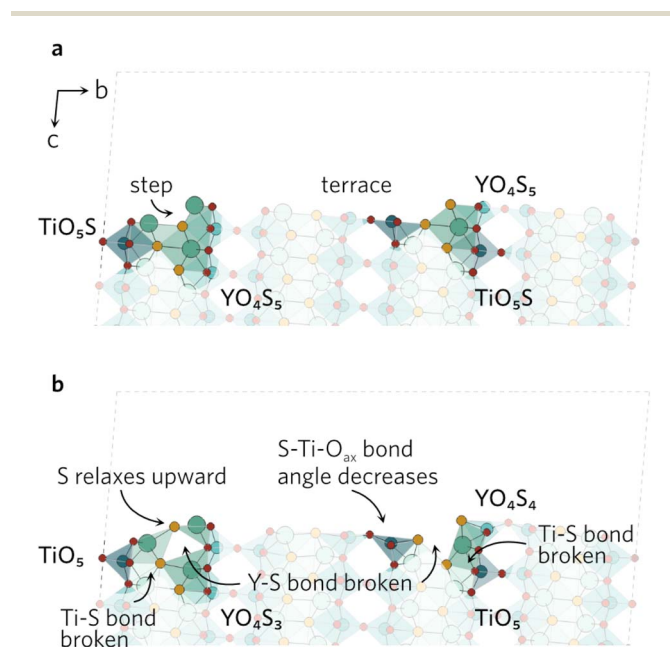 a
b
c
step
terrace
YO₄S₅
TiO₅S
YO₄S₅
TiO₅S
b
S-Ti-Oₐₓ bond
angle decreases
S relaxes upward
YO₄S₄
Ti-S bond
broken
TiO₅
Y-S bond broken
Ti-S bond
broken
YO₄S₃
TiO₅